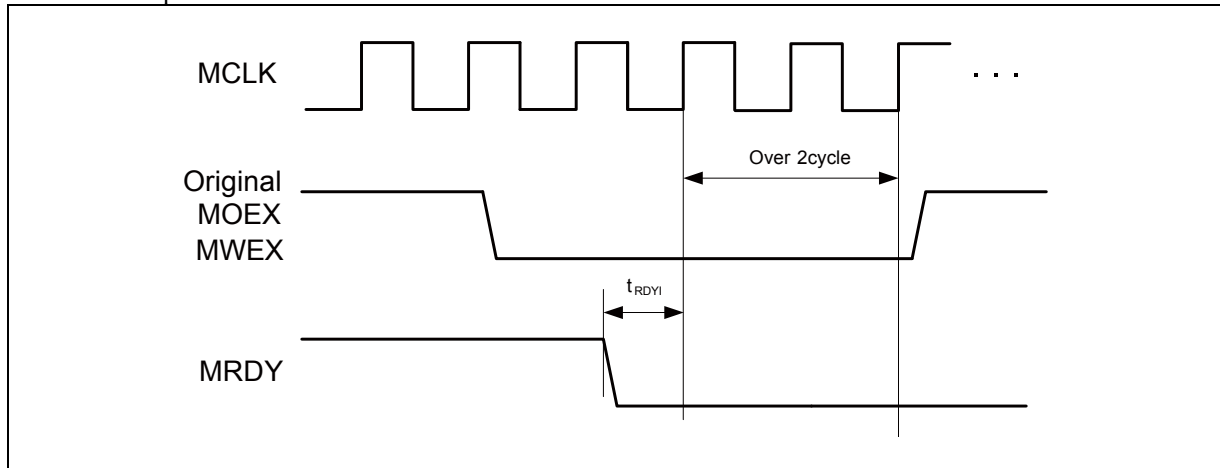 MCLK
. . .
Over 2cycle
Original
MOEX
MWEX
tRDYI
MRDY